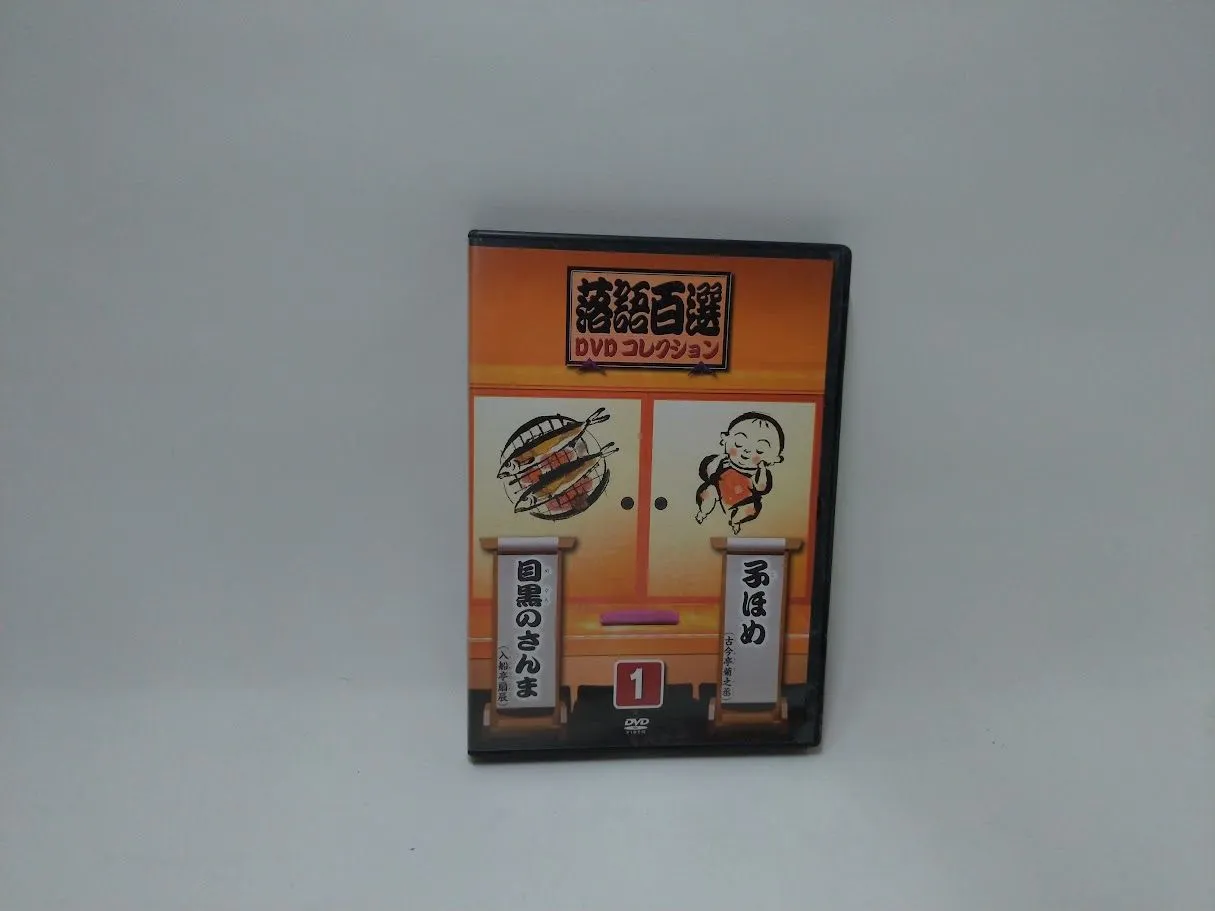 落語百選
DVDコレクション
子ほめ
(古今亭菊之丞)
目黒のさんま
(入船亭扇辰)
1
DVD
VIDEO